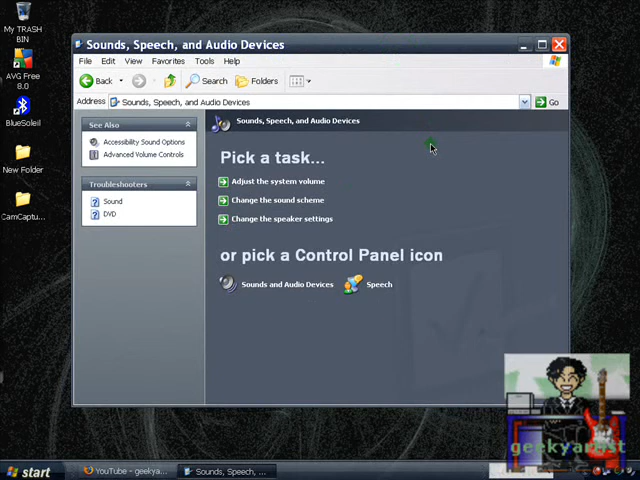 My TRASH
BIN
AVG Free
8.0
BlueSoleil
New Folder
CamCaptu...
Sounds, Speech, and Audio Devices
File Edit View Favorites Tools Help
Back Search Folders
Address Sounds, Speech, and Audio Devices Go
See Also
Accessibility Sound Options
Advanced Volume Controls
Troubleshooters
Sound
DVD
Sounds, Speech, and Audio Devices
Pick a task...
Adjust the system volume
Change the sound scheme
Change the speaker settings
or pick a Control Panel icon
Sounds and Audio Devices Speech
geekyartist
start YouTube - geekya... Sounds, Speech, ...